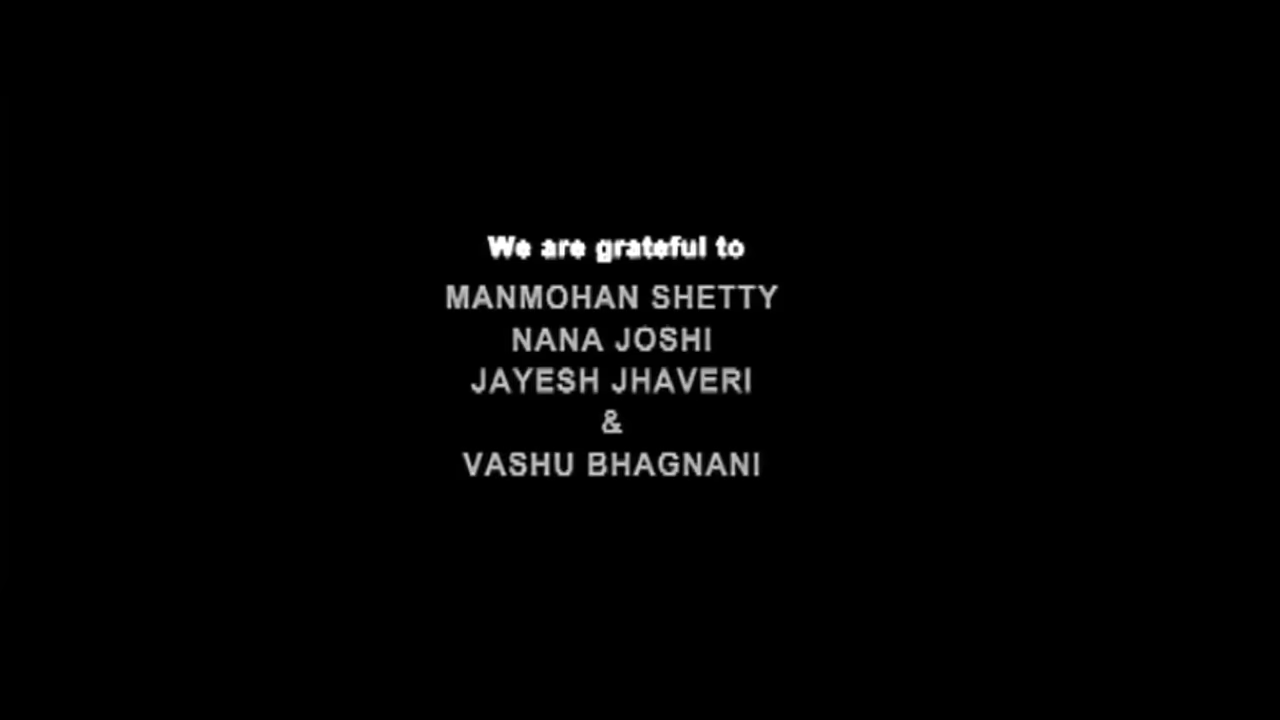 We are grateful to
MANMOHAN SHETTY
NANA JOSHI
JAYESH JHAVERI
&
VASHU BHAGNANI